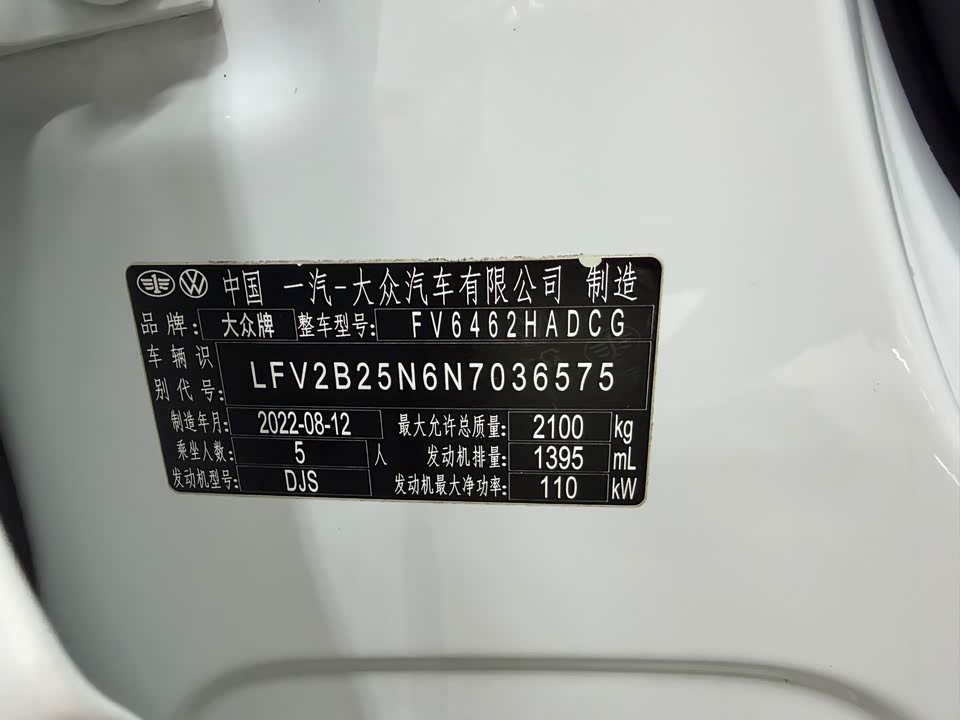 中国 一汽-大众汽车有限公司 制造
品牌: 大众牌 整车型号: FV6462HADCG
车辆识别代号: LFV2B25N6N7036575
制造年月: 2022-08-12 最大允许总质量: 2100 kg
乘坐人数: 5 人 发动机排量: 1395 mL
发动机型号: DJS 发动机最大净功率: 110 kW